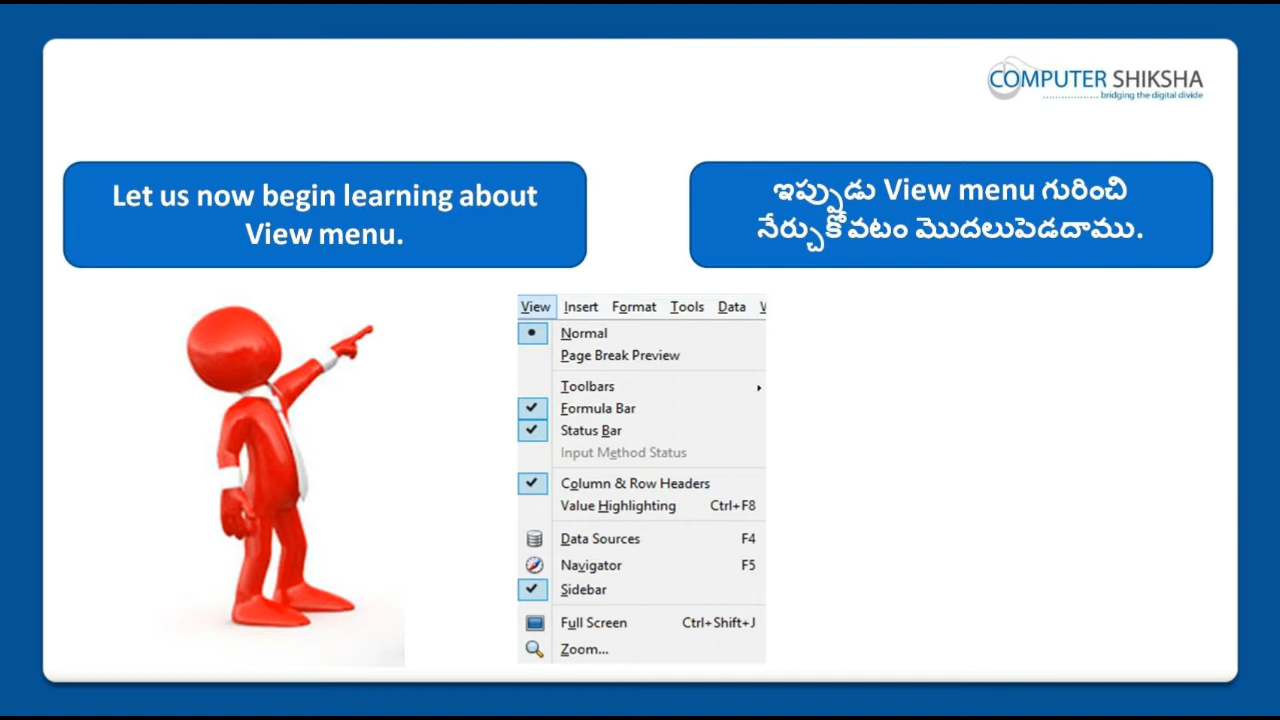 COMPUTER SHIKSHA
bridging the digital divide
Let us now begin learning about
View menu.
ఇప్పుడు View menu గురించి
నేర్చుకోవటం మొదలుపెడదాము.
View Insert Format Tools Data
Normal
Page Break Preview
Toolbars
Formula Bar
Status Bar
Input Method Status
Column & Row Headers
Value Highlighting Ctrl+F8
Data Sources F4
Navigator F5
Sidebar
Full Screen Ctrl+Shift+J
Zoom...